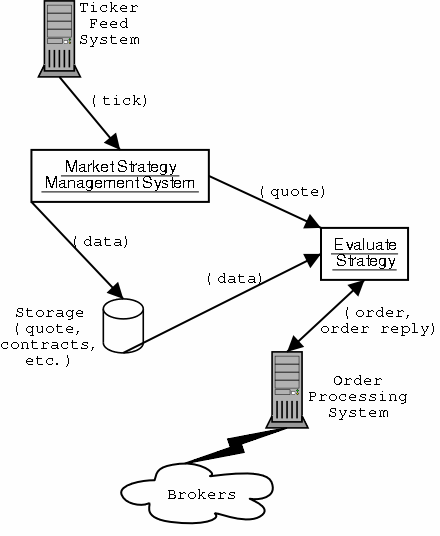 Ticker
Feed
System
(tick)
Market Strategy
Management System
(quote)
(data)
Evaluate
Strategy
(data)
Storage
(quote,
contracts,
etc.)
(order,
order reply)
Order
Processing
System
Brokers